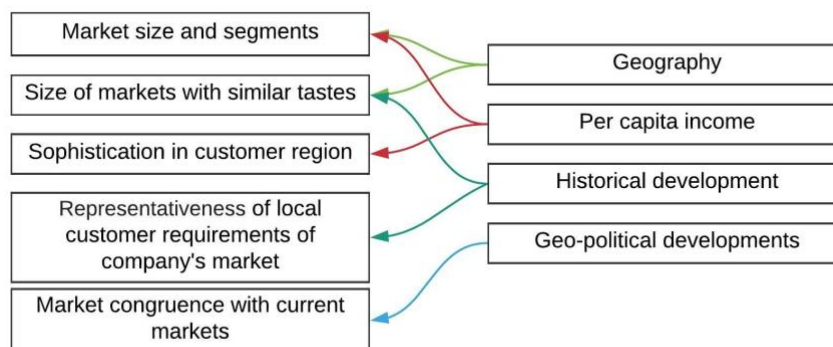 Market size and segments
Size of markets with similar tastes
Sophistication in customer region
Representativeness of local
customer requirements of
company's market
Market congruence with current
markets
Geography
Per capita income
Historical development
Geo-political developments